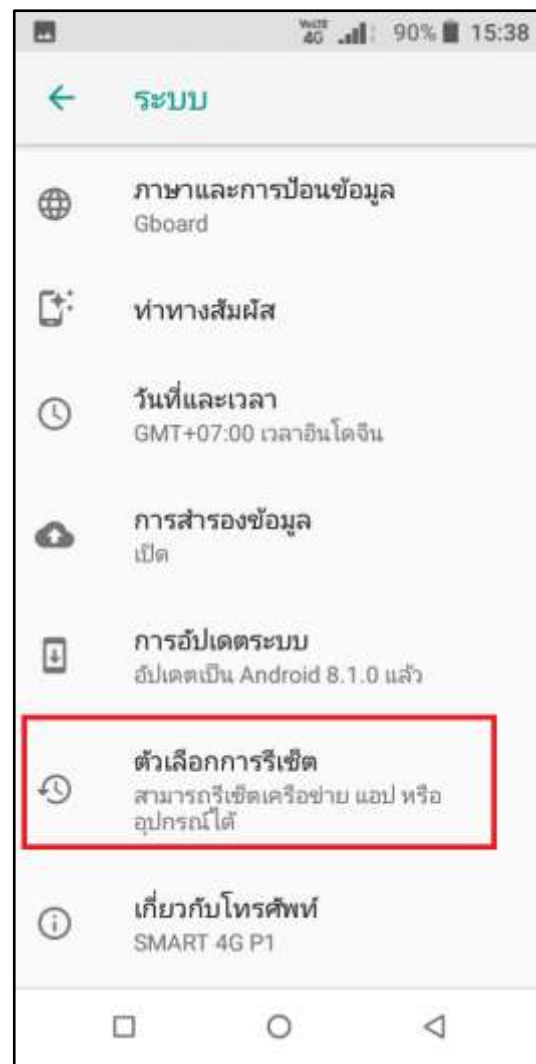 VoLTE 4G 90% 15:38
ระบบ
ภาษาและการป้อนข้อมูล
Gboard
ท่าทางสัมผัส
วันที่และเวลา
GMT+07:00 เวลาอินโดจีน
การสำรองข้อมูล
เปิด
การอัปเดตระบบ
อัปเดตเป็น Android 8.1.0 แล้ว
ตัวเลือกการรีเซ็ต
สามารถรีเซ็ตเครือข่าย แอป หรือ
อุปกรณ์ได้
เกี่ยวกับโทรศัพท์
SMART 4G P1